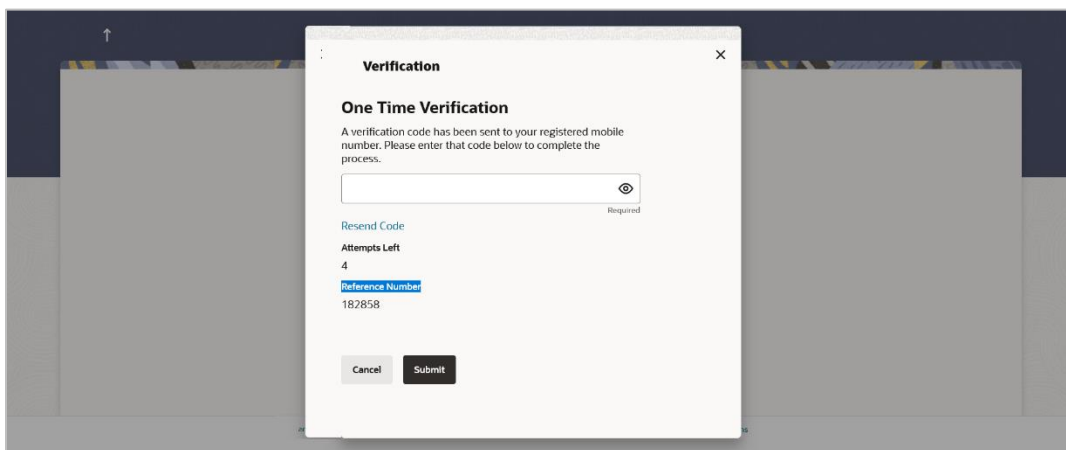 Verification
One Time Verification
A verification code has been sent to your registered mobile
number. Please enter that code below to complete the
process.
Required
Resend Code
Attempts Left
4
Reference Number
182858
Cancel
Submit